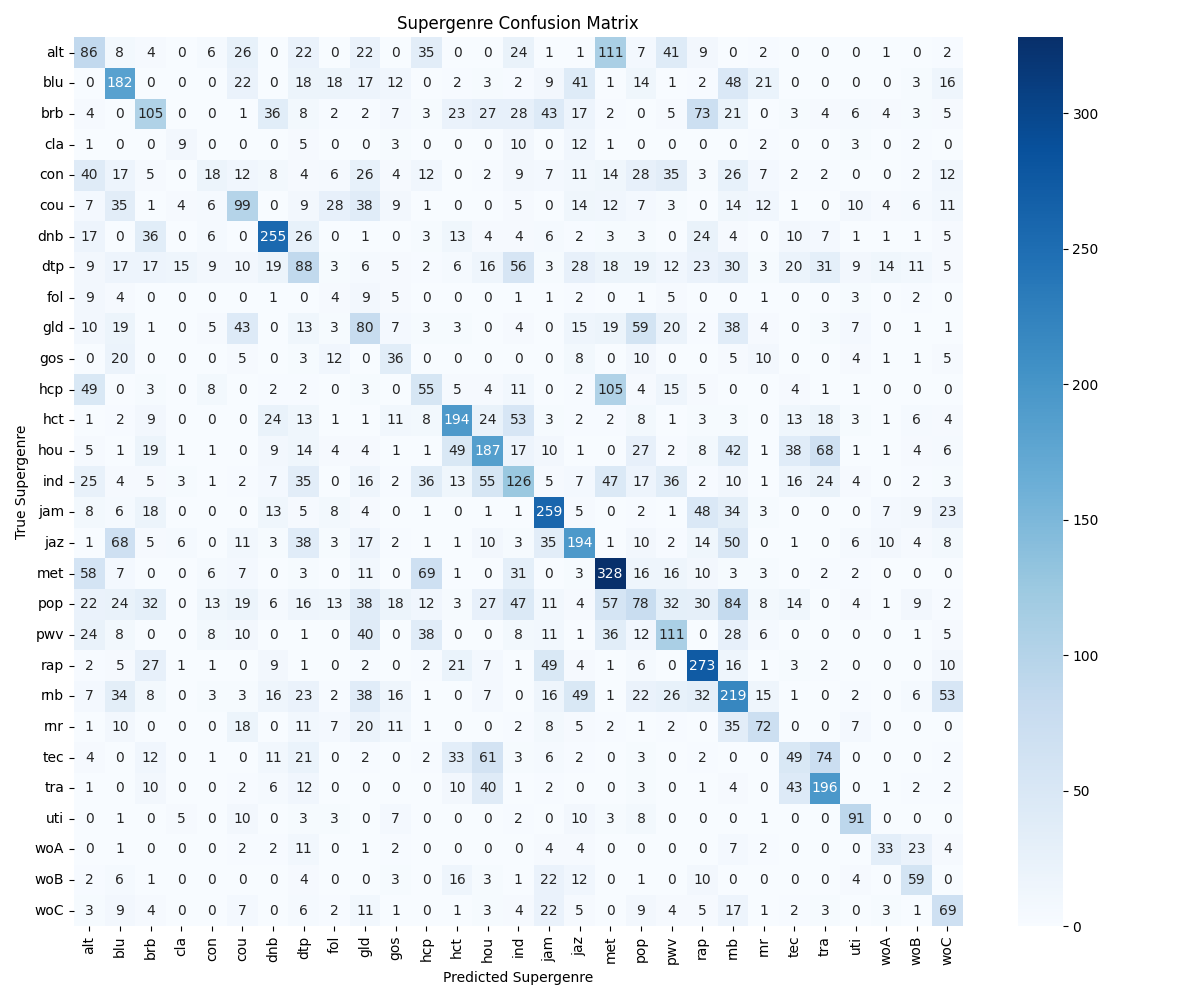 Supergenre Confusion Matrix
alt 86 8 4 0 6 26 0 22 0 22 0 35 0 0 24 1 1 111 7 41 9 0 2 0 0 0 1 0 2
blu 0 182 0 0 0 22 0 18 18 17 12 0 2 3 2 9 41 1 14 1 2 48 21 0 0 0 0 3 16
brb 4 0 105 0 0 1 36 8 2 2 7 3 23 27 28 43 17 2 0 5 73 21 0 3 4 6 4 3 5
cla 1 0 0 9 0 0 0 5 0 0 3 0 0 0 10 0 12 1 0 0 0 0 2 0 0 3 0 2 0
con 40 17 5 0 18 12 8 4 6 26 4 12 0 2 9 7 11 14 28 35 3 26 7 2 2 0 0 2 12
cou 7 35 1 4 6 99 0 9 28 38 9 1 0 0 5 0 14 12 7 3 0 14 12 1 0 10 4 6 11
dnb 17 0 36 0 6 0 255 26 0 1 0 3 13 4 4 6 2 3 3 0 24 4 0 10 7 1 1 1 5
dtp 9 17 17 15 9 10 19 88 3 6 5 2 6 16 56 3 28 18 19 12 23 30 3 20 31 9 14 11 5
fol 9 4 0 0 0 0 1 0 4 9 5 0 0 0 1 1 2 0 1 5 0 0 1 0 0 3 0 2 0
gld 10 19 1 0 5 43 0 13 3 80 7 3 3 0 4 0 15 19 59 20 2 38 4 0 3 7 0 1 1
gos 0 20 0 0 0 5 0 3 12 0 36 0 0 0 0 0 8 0 10 0 0 5 10 0 0 4 1 1 5
hcp 49 0 3 0 8 0 2 2 0 3 0 55 5 4 11 0 2 105 4 15 5 0 0 4 1 1 0 0 0
hct 1 2 9 0 0 0 24 13 1 1 11 8 194 24 53 3 2 2 8 1 3 3 0 13 18 3 1 6 4
hou 5 1 19 1 1 0 9 14 4 4 1 1 49 187 17 10 1 0 27 2 8 42 1 38 68 1 1 4 6
ind 25 4 5 3 1 2 7 35 0 16 2 36 13 55 126 5 7 47 17 36 2 10 1 16 24 4 0 2 3
jam 8 6 18 0 0 0 13 5 8 4 0 1 0 1 1 259 5 0 2 1 48 34 3 0 0 0 7 9 23
jaz 1 68 5 6 0 11 3 38 3 17 2 1 1 10 3 35 194 1 10 2 14 50 0 1 0 6 10 4 8
met 58 7 0 0 6 7 0 3 0 11 0 69 1 0 31 0 3 328 16 16 10 3 3 0 2 2 0 0 0
pop 22 24 32 0 13 19 6 16 13 38 18 12 3 27 47 11 4 57 78 32 30 84 8 14 0 4 1 9 2
pwv 24 8 0 0 8 10 0 1 0 40 0 38 0 0 8 11 1 36 12 111 0 28 6 0 0 0 0 1 5
rap 2 5 27 1 1 0 9 1 0 2 0 2 21 7 1 49 4 1 6 0 273 16 1 3 2 0 0 0 10
rnb 7 34 8 0 3 3 16 23 2 38 16 1 0 7 0 16 49 1 22 26 32 219 15 1 0 2 0 6 53
rnr 1 10 0 0 0 18 0 11 7 20 11 1 0 0 2 8 5 2 1 2 0 35 72 0 0 7 0 0 0
tec 4 0 12 0 1 0 11 21 0 2 0 2 33 61 3 6 2 0 3 0 2 0 0 49 74 0 0 0 2
tra 1 0 10 0 0 2 6 12 0 0 0 0 10 40 1 2 0 0 3 0 1 4 0 43 196 0 1 2 2
uti 0 1 0 5 0 10 0 3 3 0 7 0 0 0 2 0 10 3 8 0 0 0 1 0 0 91 0 0 0
woA 0 1 0 0 0 2 2 11 0 1 2 0 0 0 0 4 4 0 0 0 0 7 2 0 0 0 33 23 4
woB 2 6 1 0 0 0 0 4 0 0 3 0 16 3 1 22 12 0 1 0 10 0 0 0 0 4 0 59 0
woC 3 9 4 0 0 7 0 6 2 11 1 0 1 3 4 22 5 0 9 4 5 17 1 2 3 0 3 1 69
alt blu brb cla con cou dnb dtp fol gld gos hcp hct hou ind jam jaz met pop pwv rap rnb rnr tec tra uti woA woB woC
Predicted Supergenre
True Supergenre
300
250
200
150
100
50
0